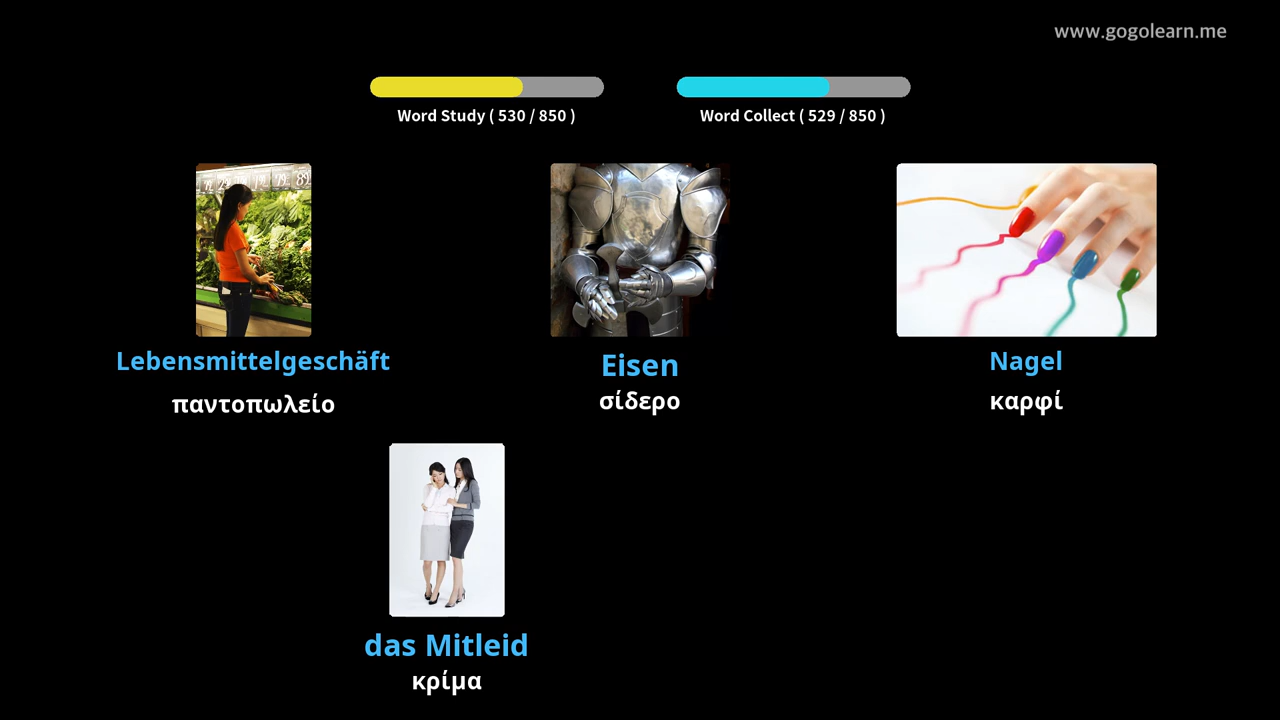 www.gogolearn.me
Word Study ( 530 / 850 )
Word Collect ( 529 / 850 )
Lebensmittelgeschäft
παντοπωλείο
Eisen
σίδερο
Nagel
καρφί
das Mitleid
κρίμα